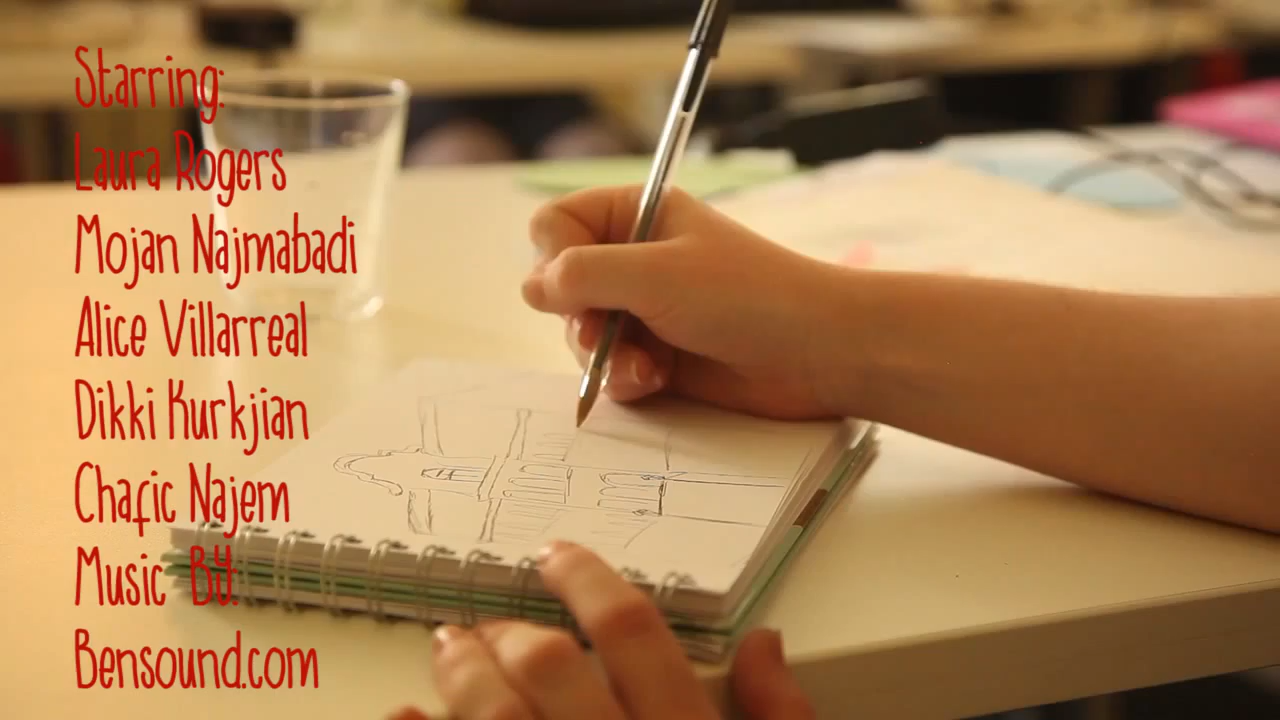 Starring:
Laura Rogers
Mojan Najmabadi
Alice Villarreal
Dikki Kurkjian
Chafic Najem
Music By:
Bensound.com